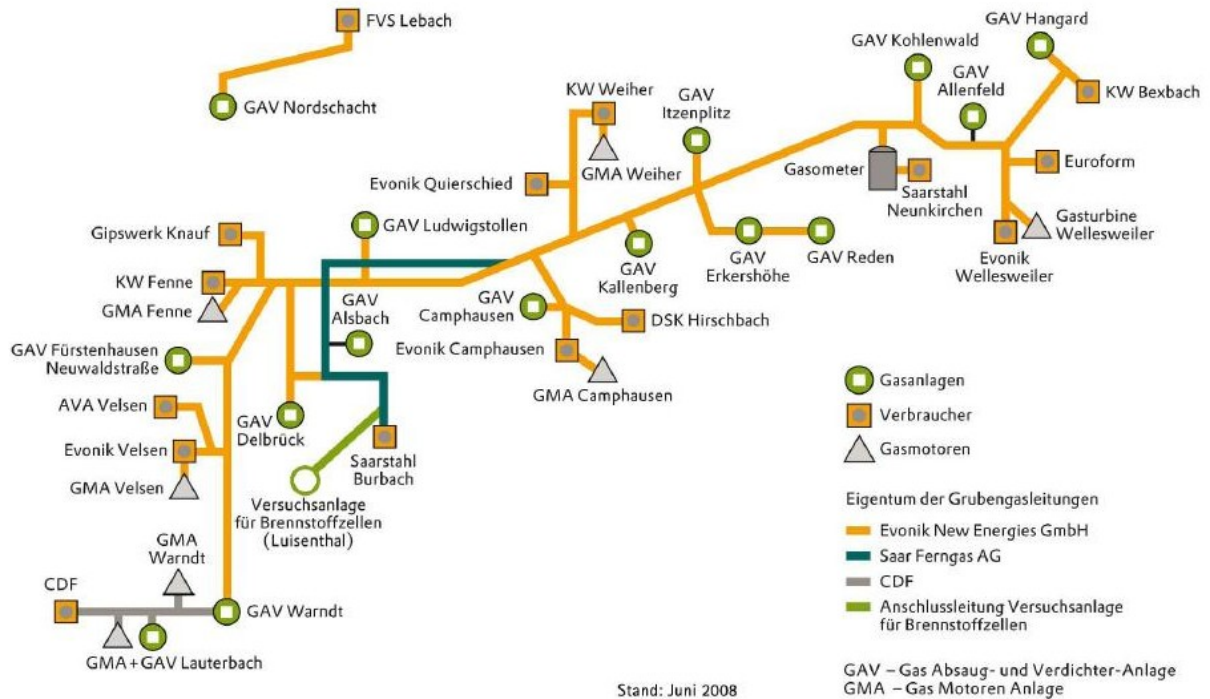 FVS Lebach
GAV Nordschacht
GAV Hangard
GAV Kohlenwald
GAV
Allenfeld
KW Bexbach
KW Weiher
GAV
Itzenplitz
GMA Weiher
Gasometer
Saarstahl
Neunkirchen
Euroform
Evonik Quierschied
Gasturbine
Wellesweiler
Evonik
Wellesweiler
GAV Ludwigstollen
Gipswerk Knauf
GAV
Kallenberg
GAV
Erkershöhe
GAV Reden
KW Fenne
GMA Fenne
GAV
Alsbach
GAV
Camphausen
DSK Hirschbach
Evonik Camphausen
GMA Camphausen
GAV Fürstenhausen
Neuwaldstraße
AVA Velsen
GAV
Delbrück
Evonik Velsen
GMA Velsen
Saarstahl
Burbach
Versuchsanlage
für Brennstoffzellen
(Luisenthal)
GMA
Warndt
CDF
GAV Warndt
GMA + GAV Lauterbach
Gasanlagen
Verbraucher
Gasmotoren
Eigentum der Grubengasleitungen
Evonik New Energies GmbH
Saar Ferngas AG
CDF
Anschlussleitung Versuchsanlage
für Brennstoffzellen
GAV – Gas Absaug- und Verdichter-Anlage
GMA – Gas Motoren Anlage
Stand: Juni 2008